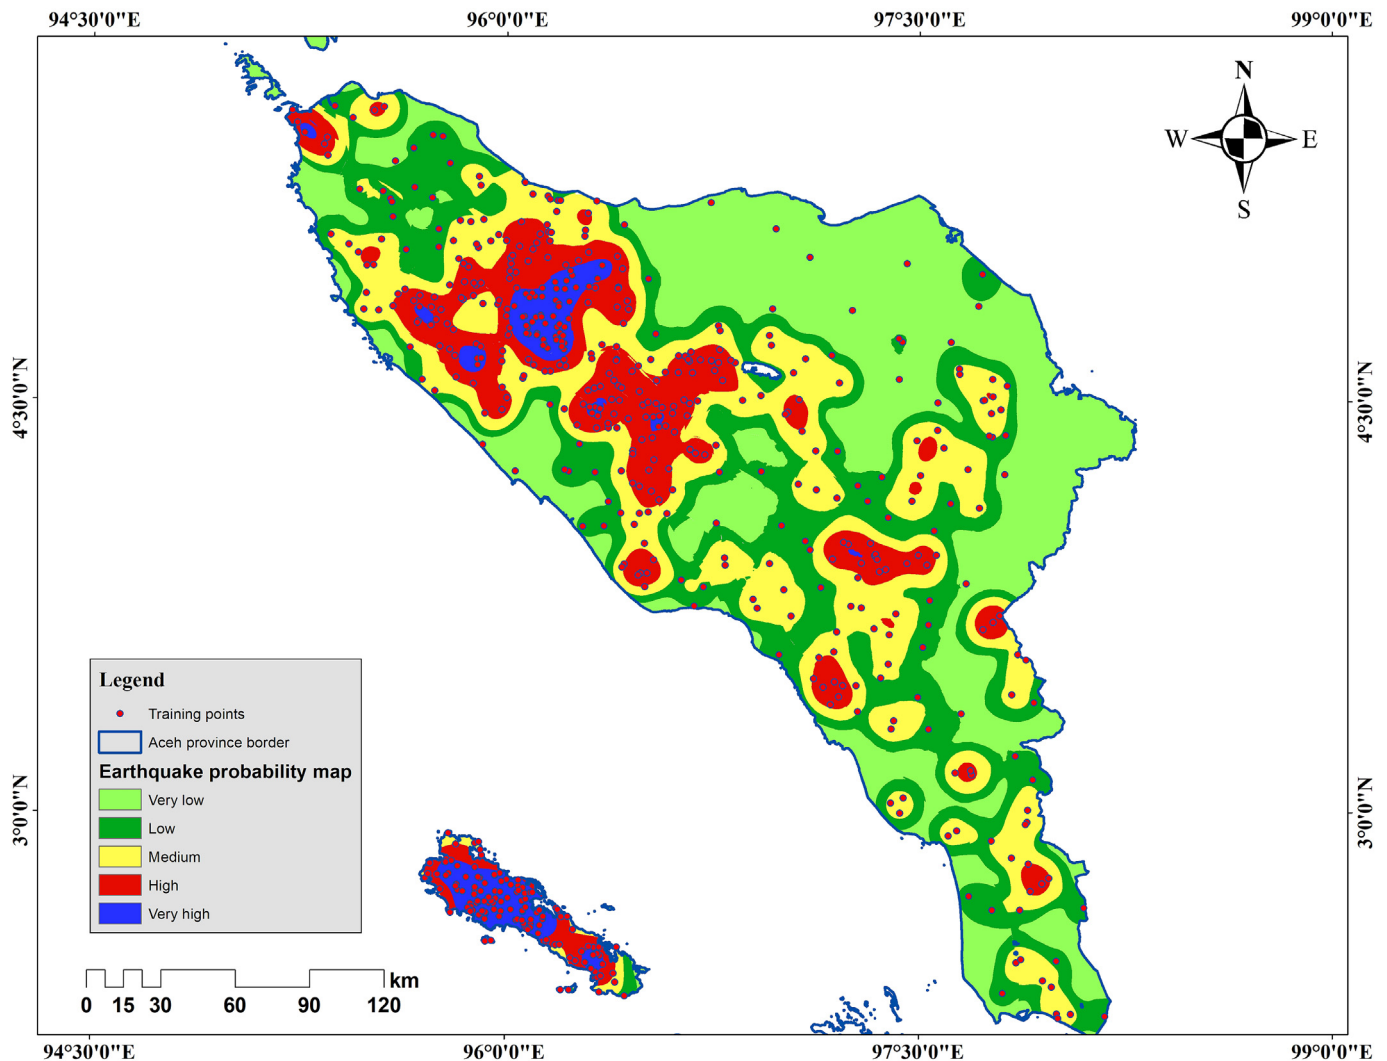 94°30'0"E 96°0'0"E 97°30'0"E 99°0'0"E
N
W E
S
4°30'0"N 4°30'0"N
Legend
Training points
Aceh province border
Earthquake probability map
Very low
Low
Medium
High
Very high
3°0'0"N 3°0'0"N
km
0 15 30 60 90 120
94°30'0"E 96°0'0"E 97°30'0"E 99°0'0"E